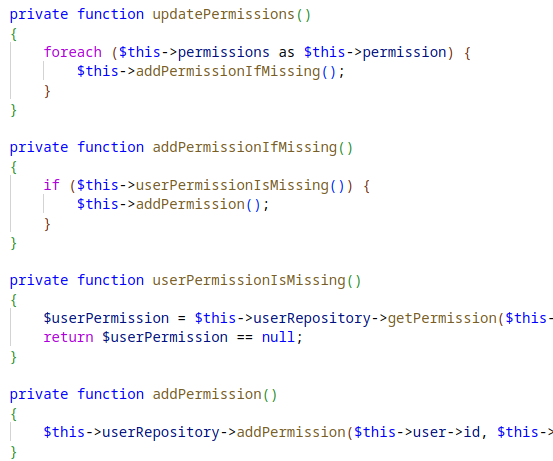 private function updatePermissions()
{
    foreach ($this->permissions as $this->permission) {
        $this->addPermissionIfMissing();
    }
}

private function addPermissionIfMissing()
{
    if ($this->userPermissionIsMissing()) {
        $this->addPermission();
    }
}

private function userPermissionIsMissing()
{
    $userPermission = $this->userRepository->getPermission($this-
    return $userPermission == null;
}

private function addPermission()
{
    $this->userRepository->addPermission($this->user->id, $this->
}